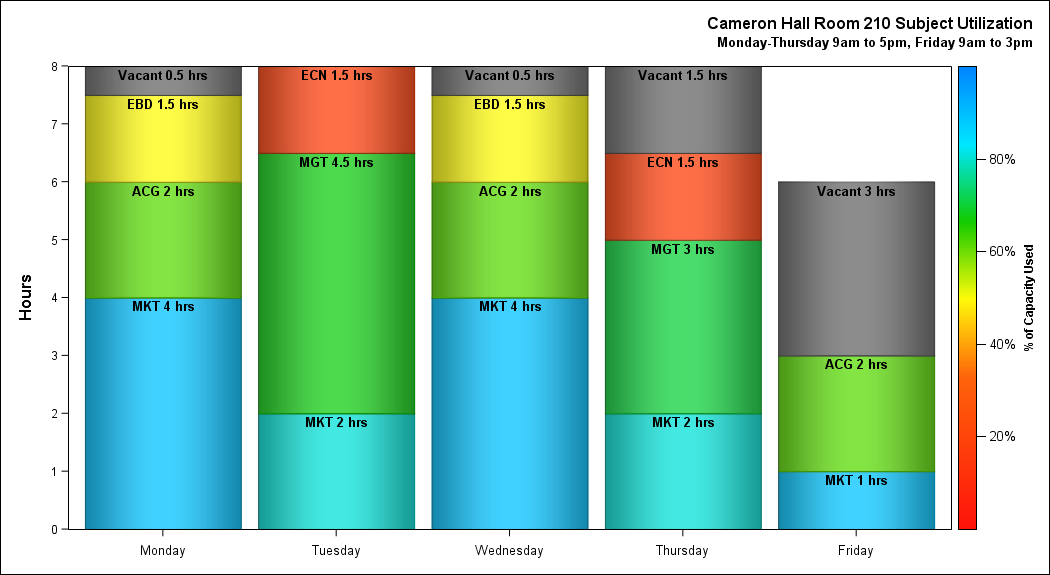 Cameron Hall Room 210 Subject Utilization
Monday-Thursday 9am to 5pm, Friday 9am to 3pm
Hours
8
7
6
5
4
3
2
1
0
Vacant 0.5 hrs
EBD 1.5 hrs
ACG 2 hrs
MKT 4 hrs
Monday
ECN 1.5 hrs
MGT 4.5 hrs
MKT 2 hrs
Tuesday
Vacant 0.5 hrs
EBD 1.5 hrs
ACG 2 hrs
MKT 4 hrs
Wednesday
Vacant 1.5 hrs
ECN 1.5 hrs
MGT 3 hrs
MKT 2 hrs
Thursday
Vacant 3 hrs
ACG 2 hrs
MKT 1 hrs
Friday
80%
60%
40%
20%
% of Capacity Used